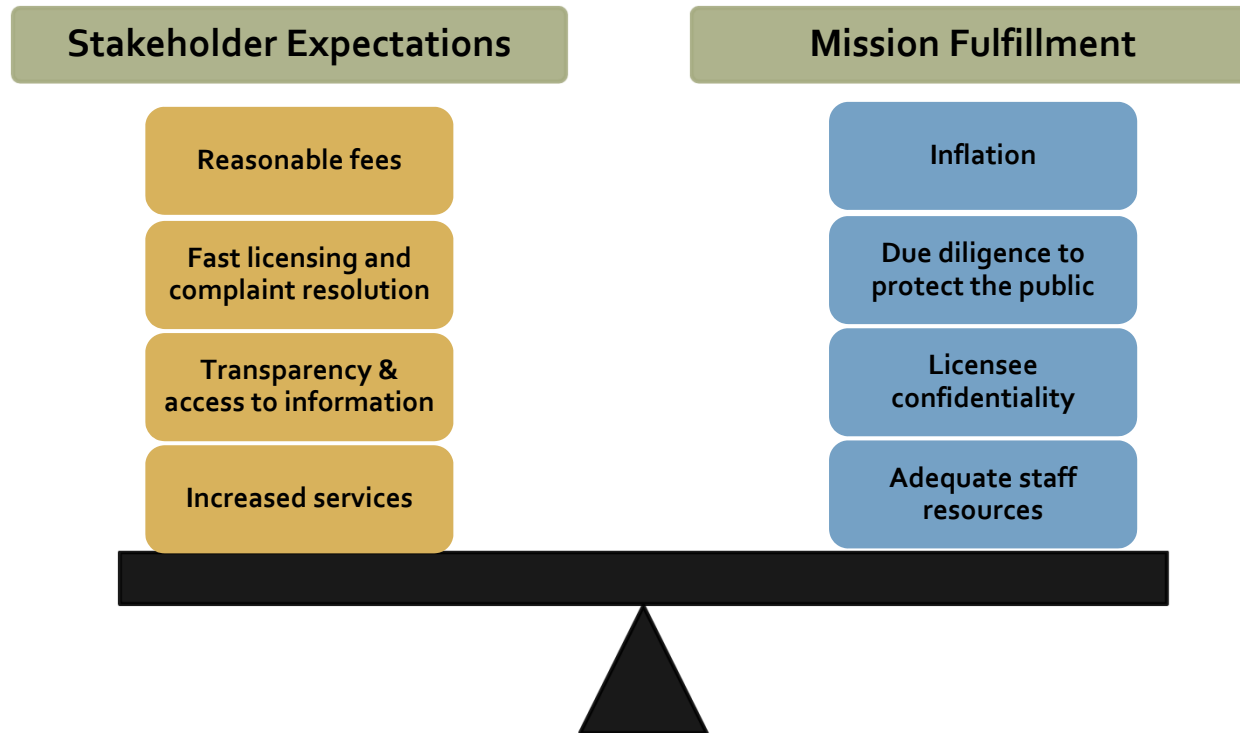 Stakeholder Expectations
Mission Fulfillment
Reasonable fees
Fast licensing and
complaint resolution
Transparency &
access to information
Increased services
Inflation
Due diligence to
protect the public
Licensee
confidentiality
Adequate staff
resources